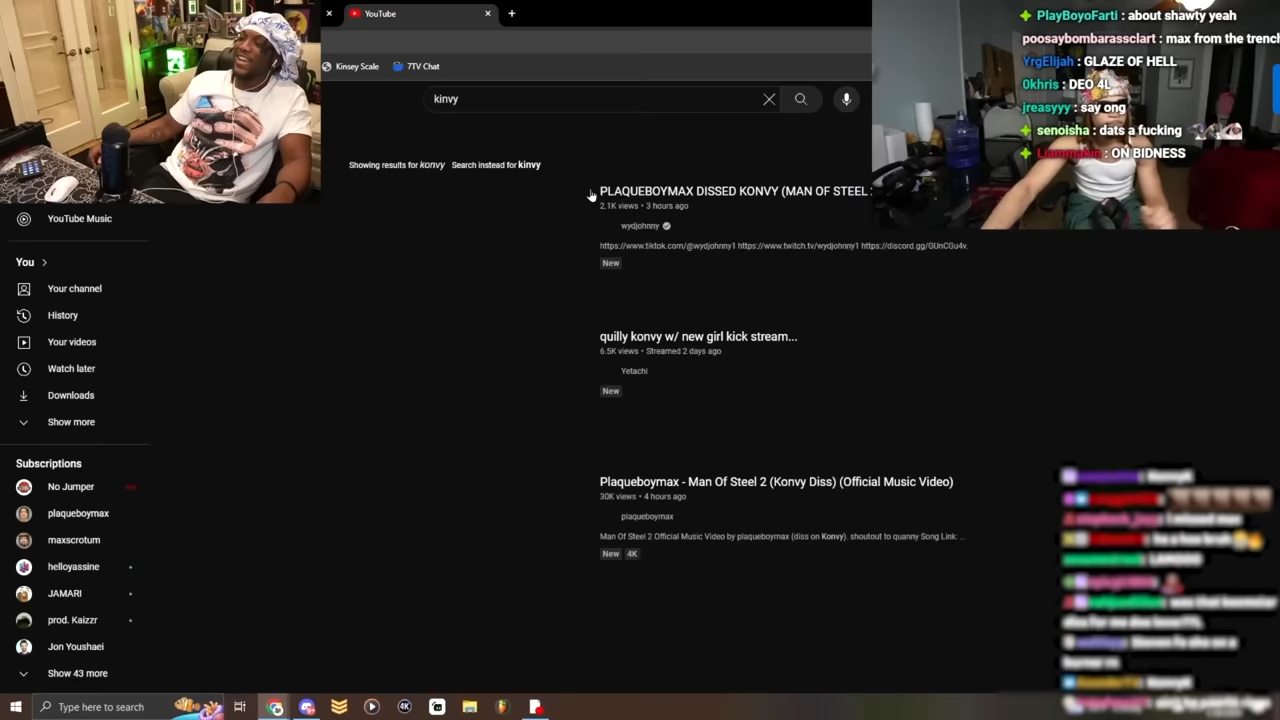 YouTube
Kinsey Scale
7TV Chat
kinvy
Showing results for konvy Search instead for kinvy
PLAQUEBOYMAX DISSED KONVY (MAN OF STEEL
2.1K views • 3 hours ago
wydjohnny
https://www.tiktok.com/@wydjohnny1 https://www.twitch.tv/wydjohnny1 https://discord.gg/GUnCGu4v.
New
quilly konvy w/ new girl kick stream...
6.5K views • Streamed 2 days ago
Yetachi
New
Plaqueboymax - Man Of Steel 2 (Konvy Diss) (Official Music Video)
30K views • 4 hours ago
plaqueboymax
Man Of Steel 2 Official Music Video by plaqueboymax (diss on Konvy). shoutout to quanny Song Link: ...
New 4K
YouTube Music
You
Your channel
History
Your videos
Watch later
Downloads
Show more
Subscriptions
No Jumper
plaqueboymax
maxscrotum
helloyassine
JAMARI
prod. Kaizzr
Jon Youshaei
Show 43 more
PlayBoyoFarti : about shawty yeah
poosaybombarassclart : max from the trench
YrgElijah : GLAZE OF HELL
0khris : DEO 4L
jreasyyy : say ong
senoisha : dats a fucking
: ON BIDNESS
Type here to search